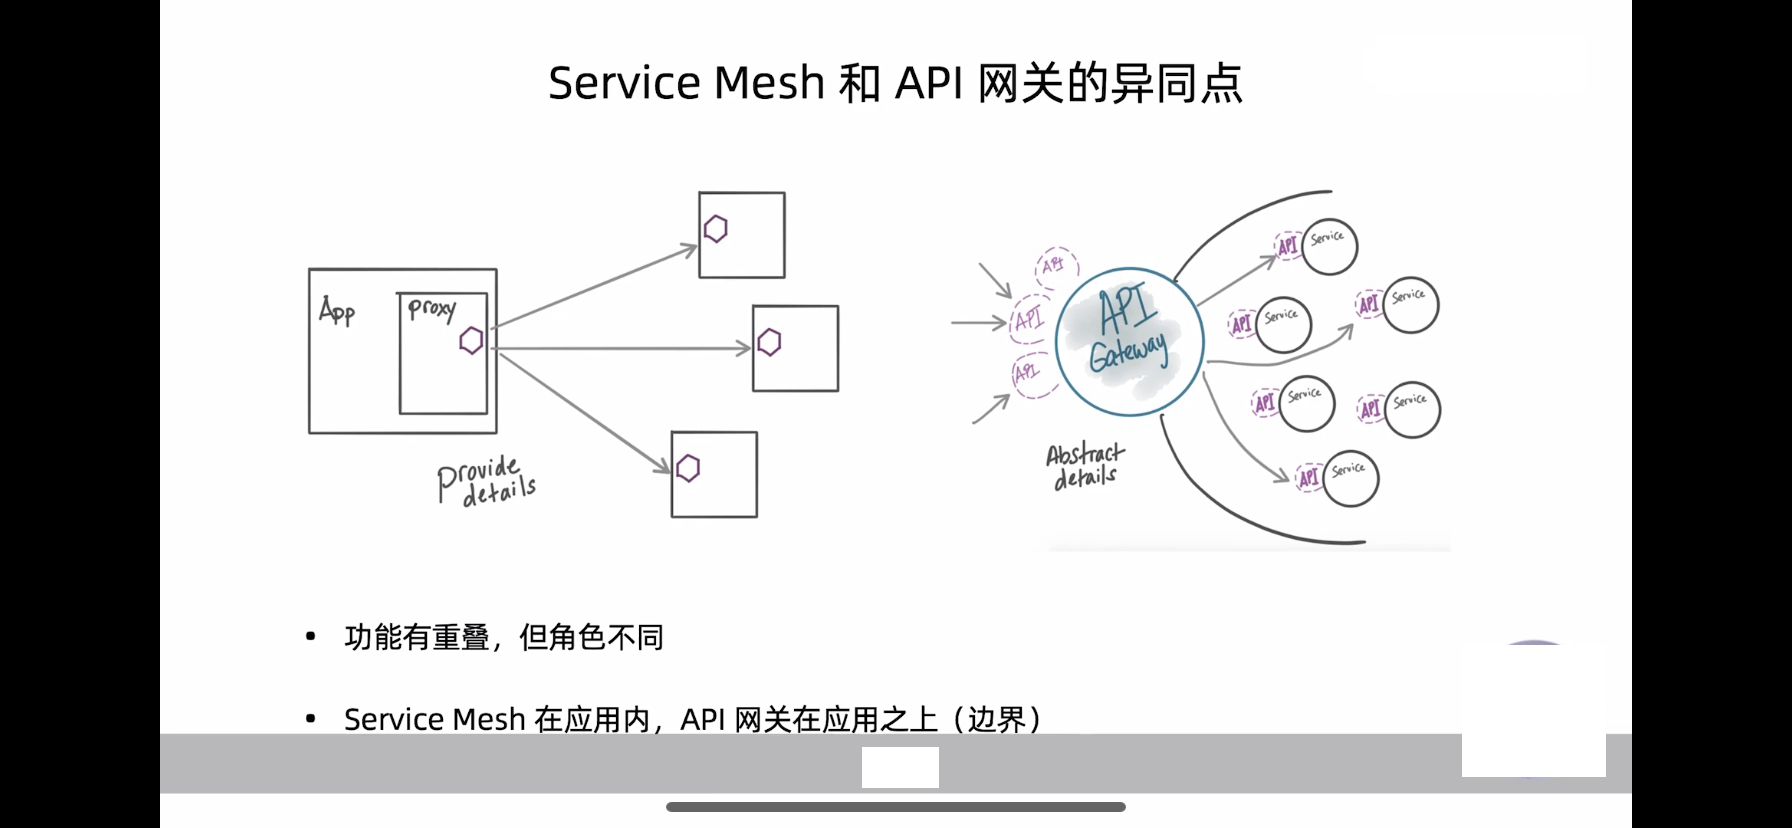 Service Mesh 和 API 网关的异同点
App
proxy
provide
details
API
API
API
API
Gateway
Abstract
details
API Service
API Service
API Service
API Service
API Service
API Service
• 功能有重叠，但角色不同
• Service Mesh 在应用内，API 网关在应用之上（边界）